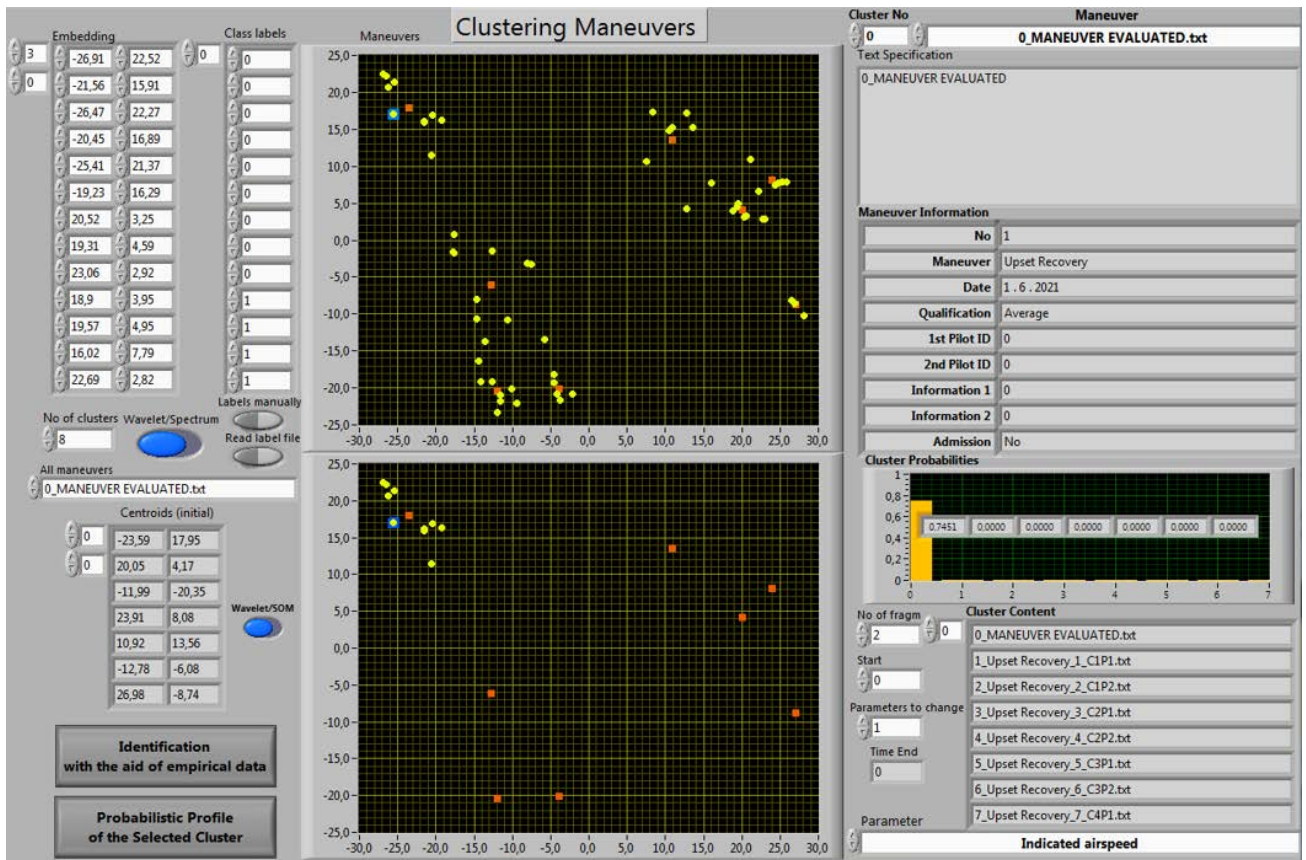 Clustering Maneuvers
Embedding
3
0
-26,91 22,52
-21,56 15,91
-26,47 22,27
-20,45 16,89
-25,41 21,37
-19,23 16,29
20,52 3,25
19,31 4,59
23,06 2,92
18,9 3,95
19,57 4,95
16,02 7,79
22,69 2,82
Class labels
0
0
0
0
0
0
0
0
0
0
1
1
1
1
Labels manually
Read label file
No of clusters
8
Wavelet/Spectrum
All maneuvers
0_MANEUVER EVALUATED.txt
Centroids (initial)
0
0
-23,59 17,95
20,05 4,17
-11,99 -20,35
23,91 8,08
10,92 13,56
-12,78 -6,08
26,98 -8,74
Wavelet/SOM
Identification
with the aid of empirical data
Probabilistic Profile
of the Selected Cluster
Maneuvers
25,0
20,0
15,0
10,0
5,0
0,0
-5,0
-10,0
-15,0
-20,0
-25,0
-30,0 -25,0 -20,0 -15,0 -10,0 -5,0 0,0 5,0 10,0 15,0 20,0 25,0 30,0
25,0
20,0
15,0
10,0
5,0
0,0
-5,0
-10,0
-15,0
-20,0
-25,0
-30,0 -25,0 -20,0 -15,0 -10,0 -5,0 0,0 5,0 10,0 15,0 20,0 25,0 30,0
Cluster No
0
Maneuver
0_MANEUVER EVALUATED.txt
Text Specification
0_MANEUVER EVALUATED
Maneuver Information
No 1
Maneuver Upset Recovery
Date 1 . 6 . 2021
Qualification Average
1st Pilot ID 0
2nd Pilot ID 0
Information 1 0
Information 2 0
Admission No
Cluster Probabilities
1
0,8
0,6
0,4
0,2
0
0,7451 0,0000 0,0000 0,0000 0,0000 0,0000 0,0000
0 1 2 3 4 5 6 7
No of fragm
2
Start
0
Parameters to change
1
Time End
0
Cluster Content
0
0_MANEUVER EVALUATED.txt
1_Upset Recovery_1_C1P1.txt
2_Upset Recovery_2_C1P2.txt
3_Upset Recovery_3_C2P1.txt
4_Upset Recovery_4_C2P2.txt
5_Upset Recovery_5_C3P1.txt
6_Upset Recovery_6_C3P2.txt
7_Upset Recovery_7_C4P1.txt
Parameter
Indicated airspeed